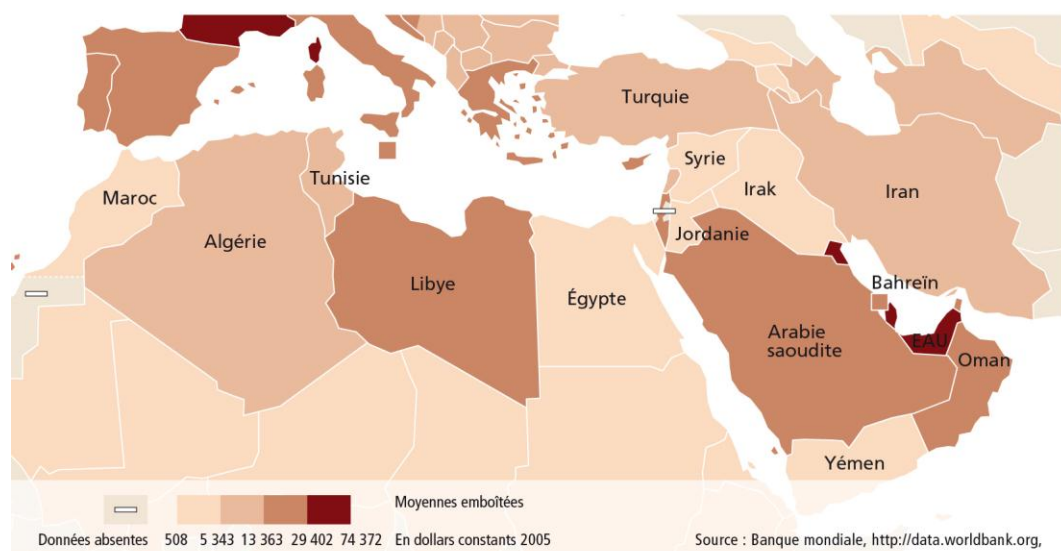 Turquie
Syrie
Irak
Iran
Maroc
Tunisie
Algérie
Jordanie
Libye
Égypte
Bahreïn
Arabie
saoudite
EAU
Oman
Yémen
Moyennes emboîtées
Données absentes 508 5 343 13 363 29 402 74 372 En dollars constants 2005 Source : Banque mondiale, http://data.worldbank.org,